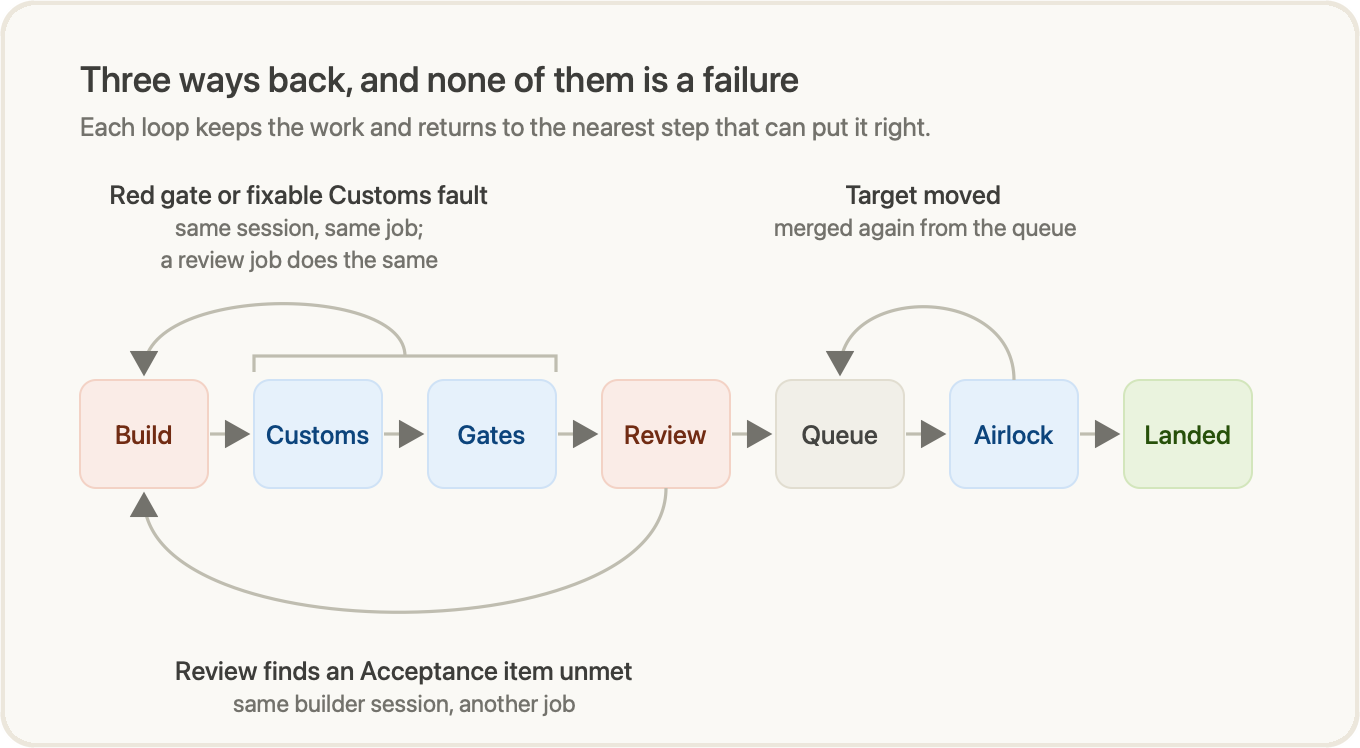 Three ways back, and none of them is a failure
Each loop keeps the work and returns to the nearest step that can put it right.
Red gate or fixable Customs fault
same session, same job;
a review job does the same
Target moved
merged again from the queue
Build
Customs
Gates
Review
Queue
Airlock
Landed
Review finds an Acceptance item unmet
same builder session, another job